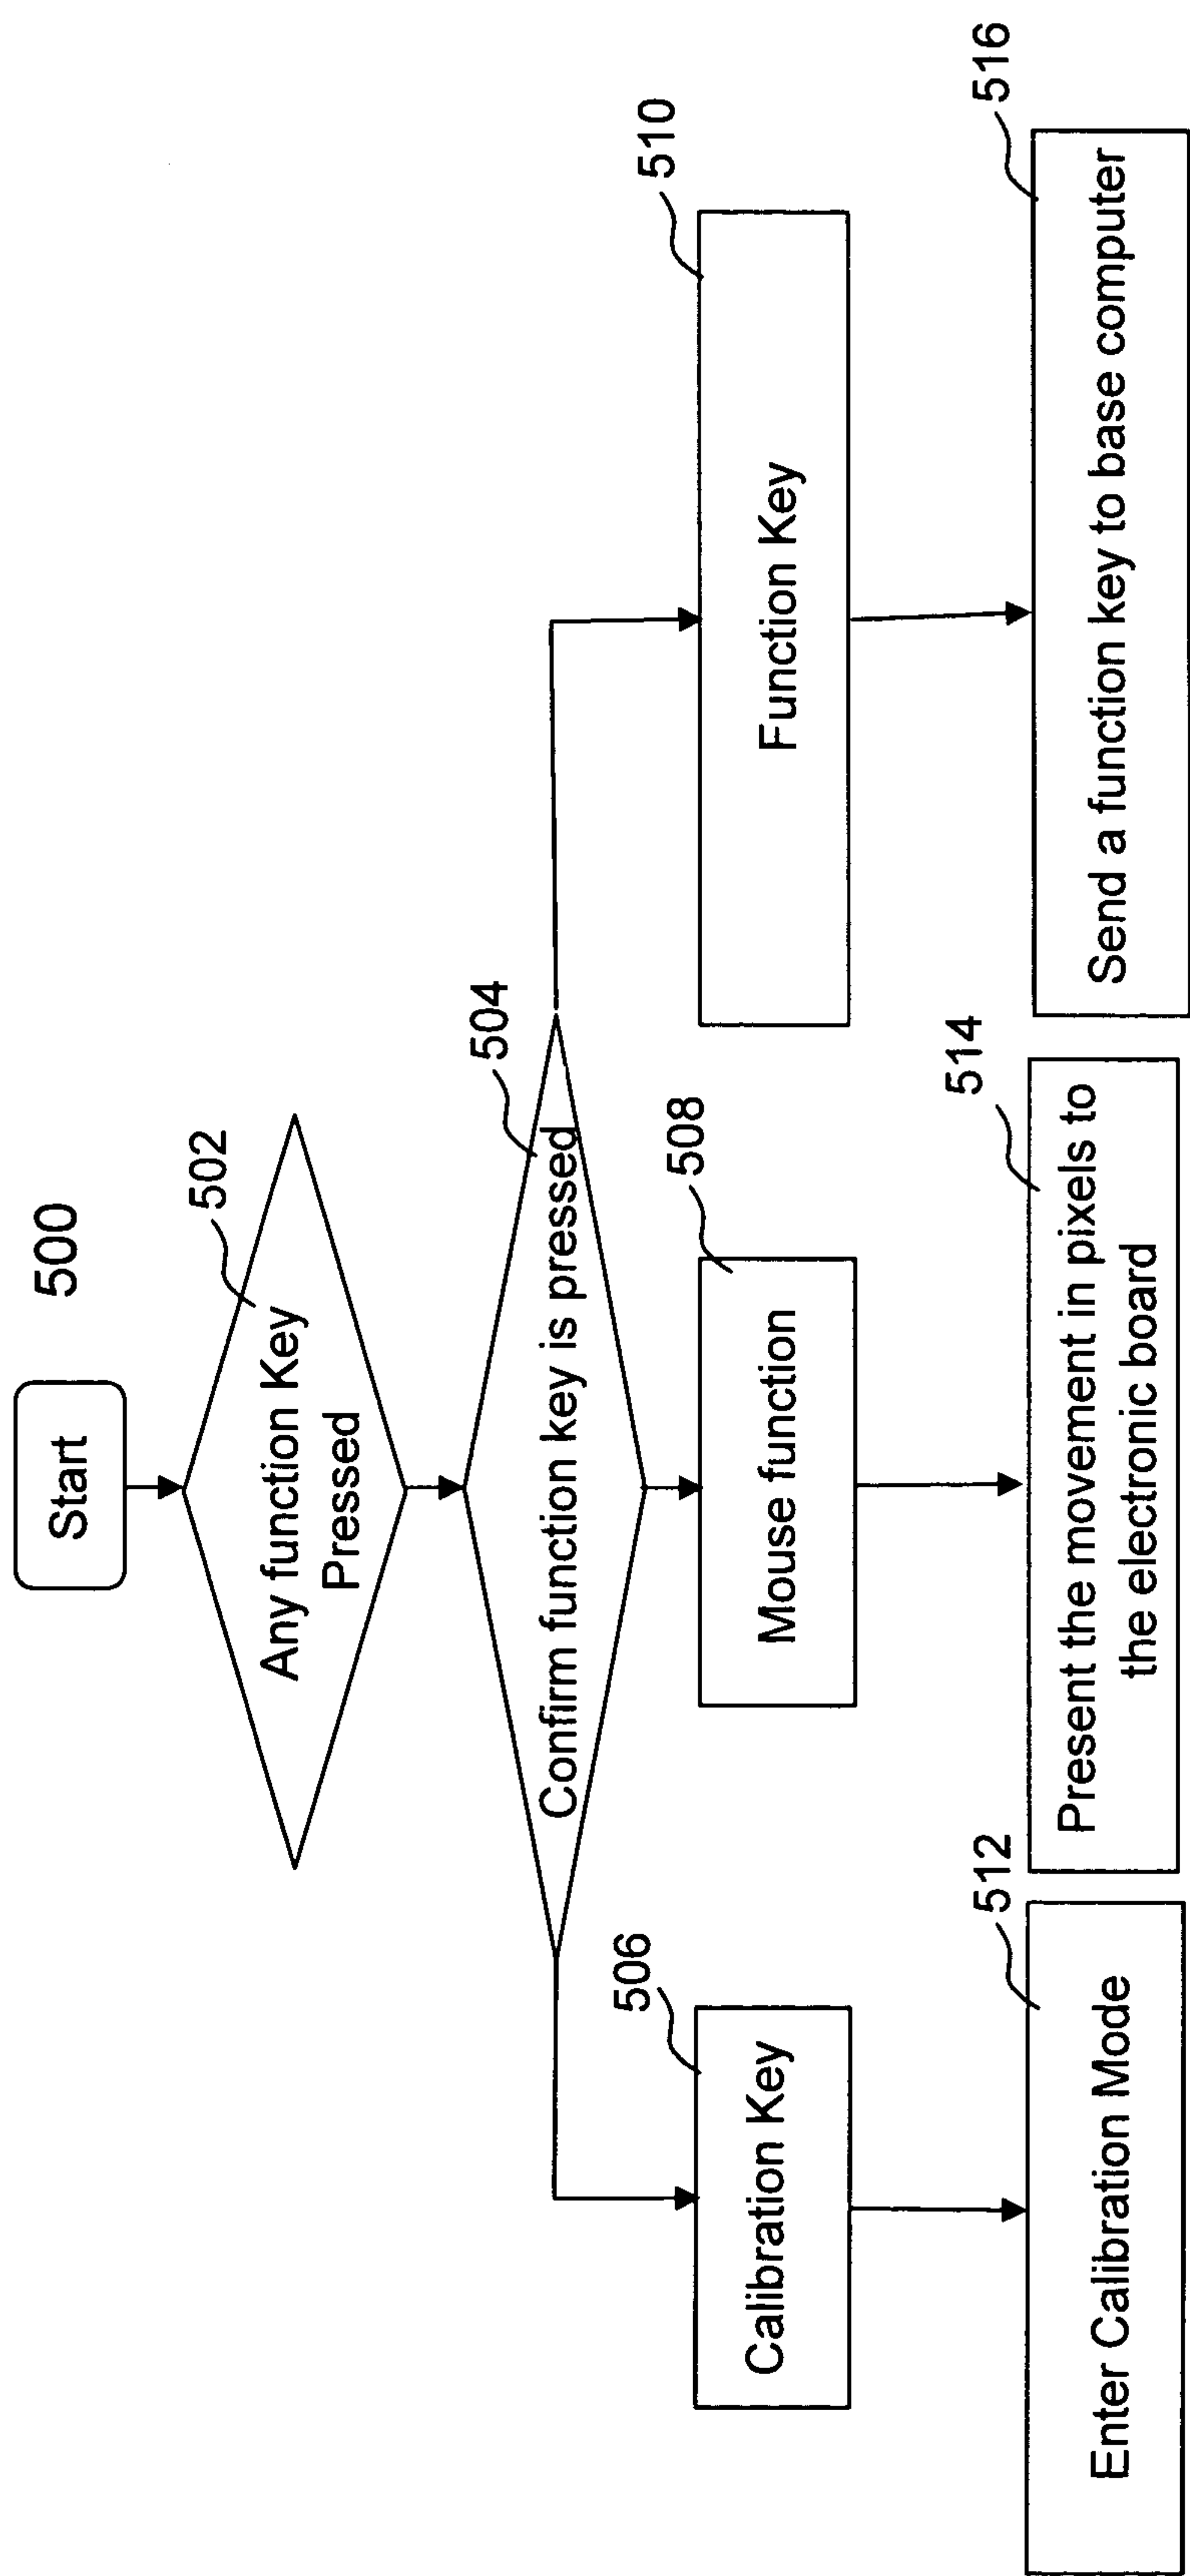 500
Start
502
Any function Key
Pressed
504
Confirm function key is pressed
506
Calibration Key
508
Mouse function
510
Function Key
512
Enter Calibration Mode
514
Present the movement in pixels to
the electronic board
516
Send a function key to base computer